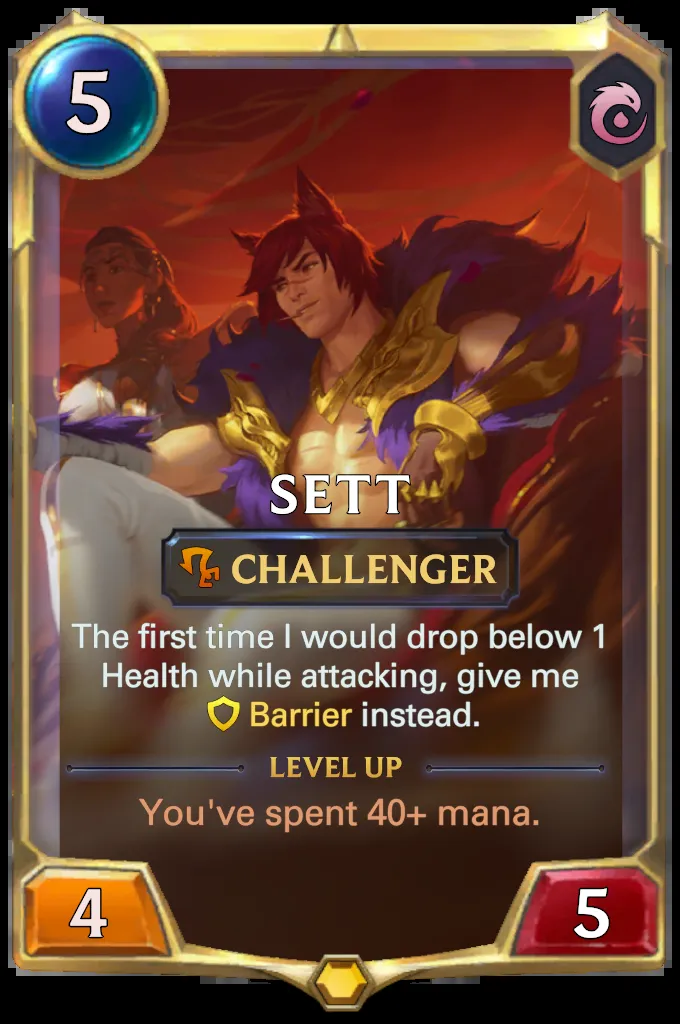 5
SETT
CHALLENGER
The first time I would drop below 1
Health while attacking, give me
Barrier instead.
LEVEL UP
You've spent 40+ mana.
4
5